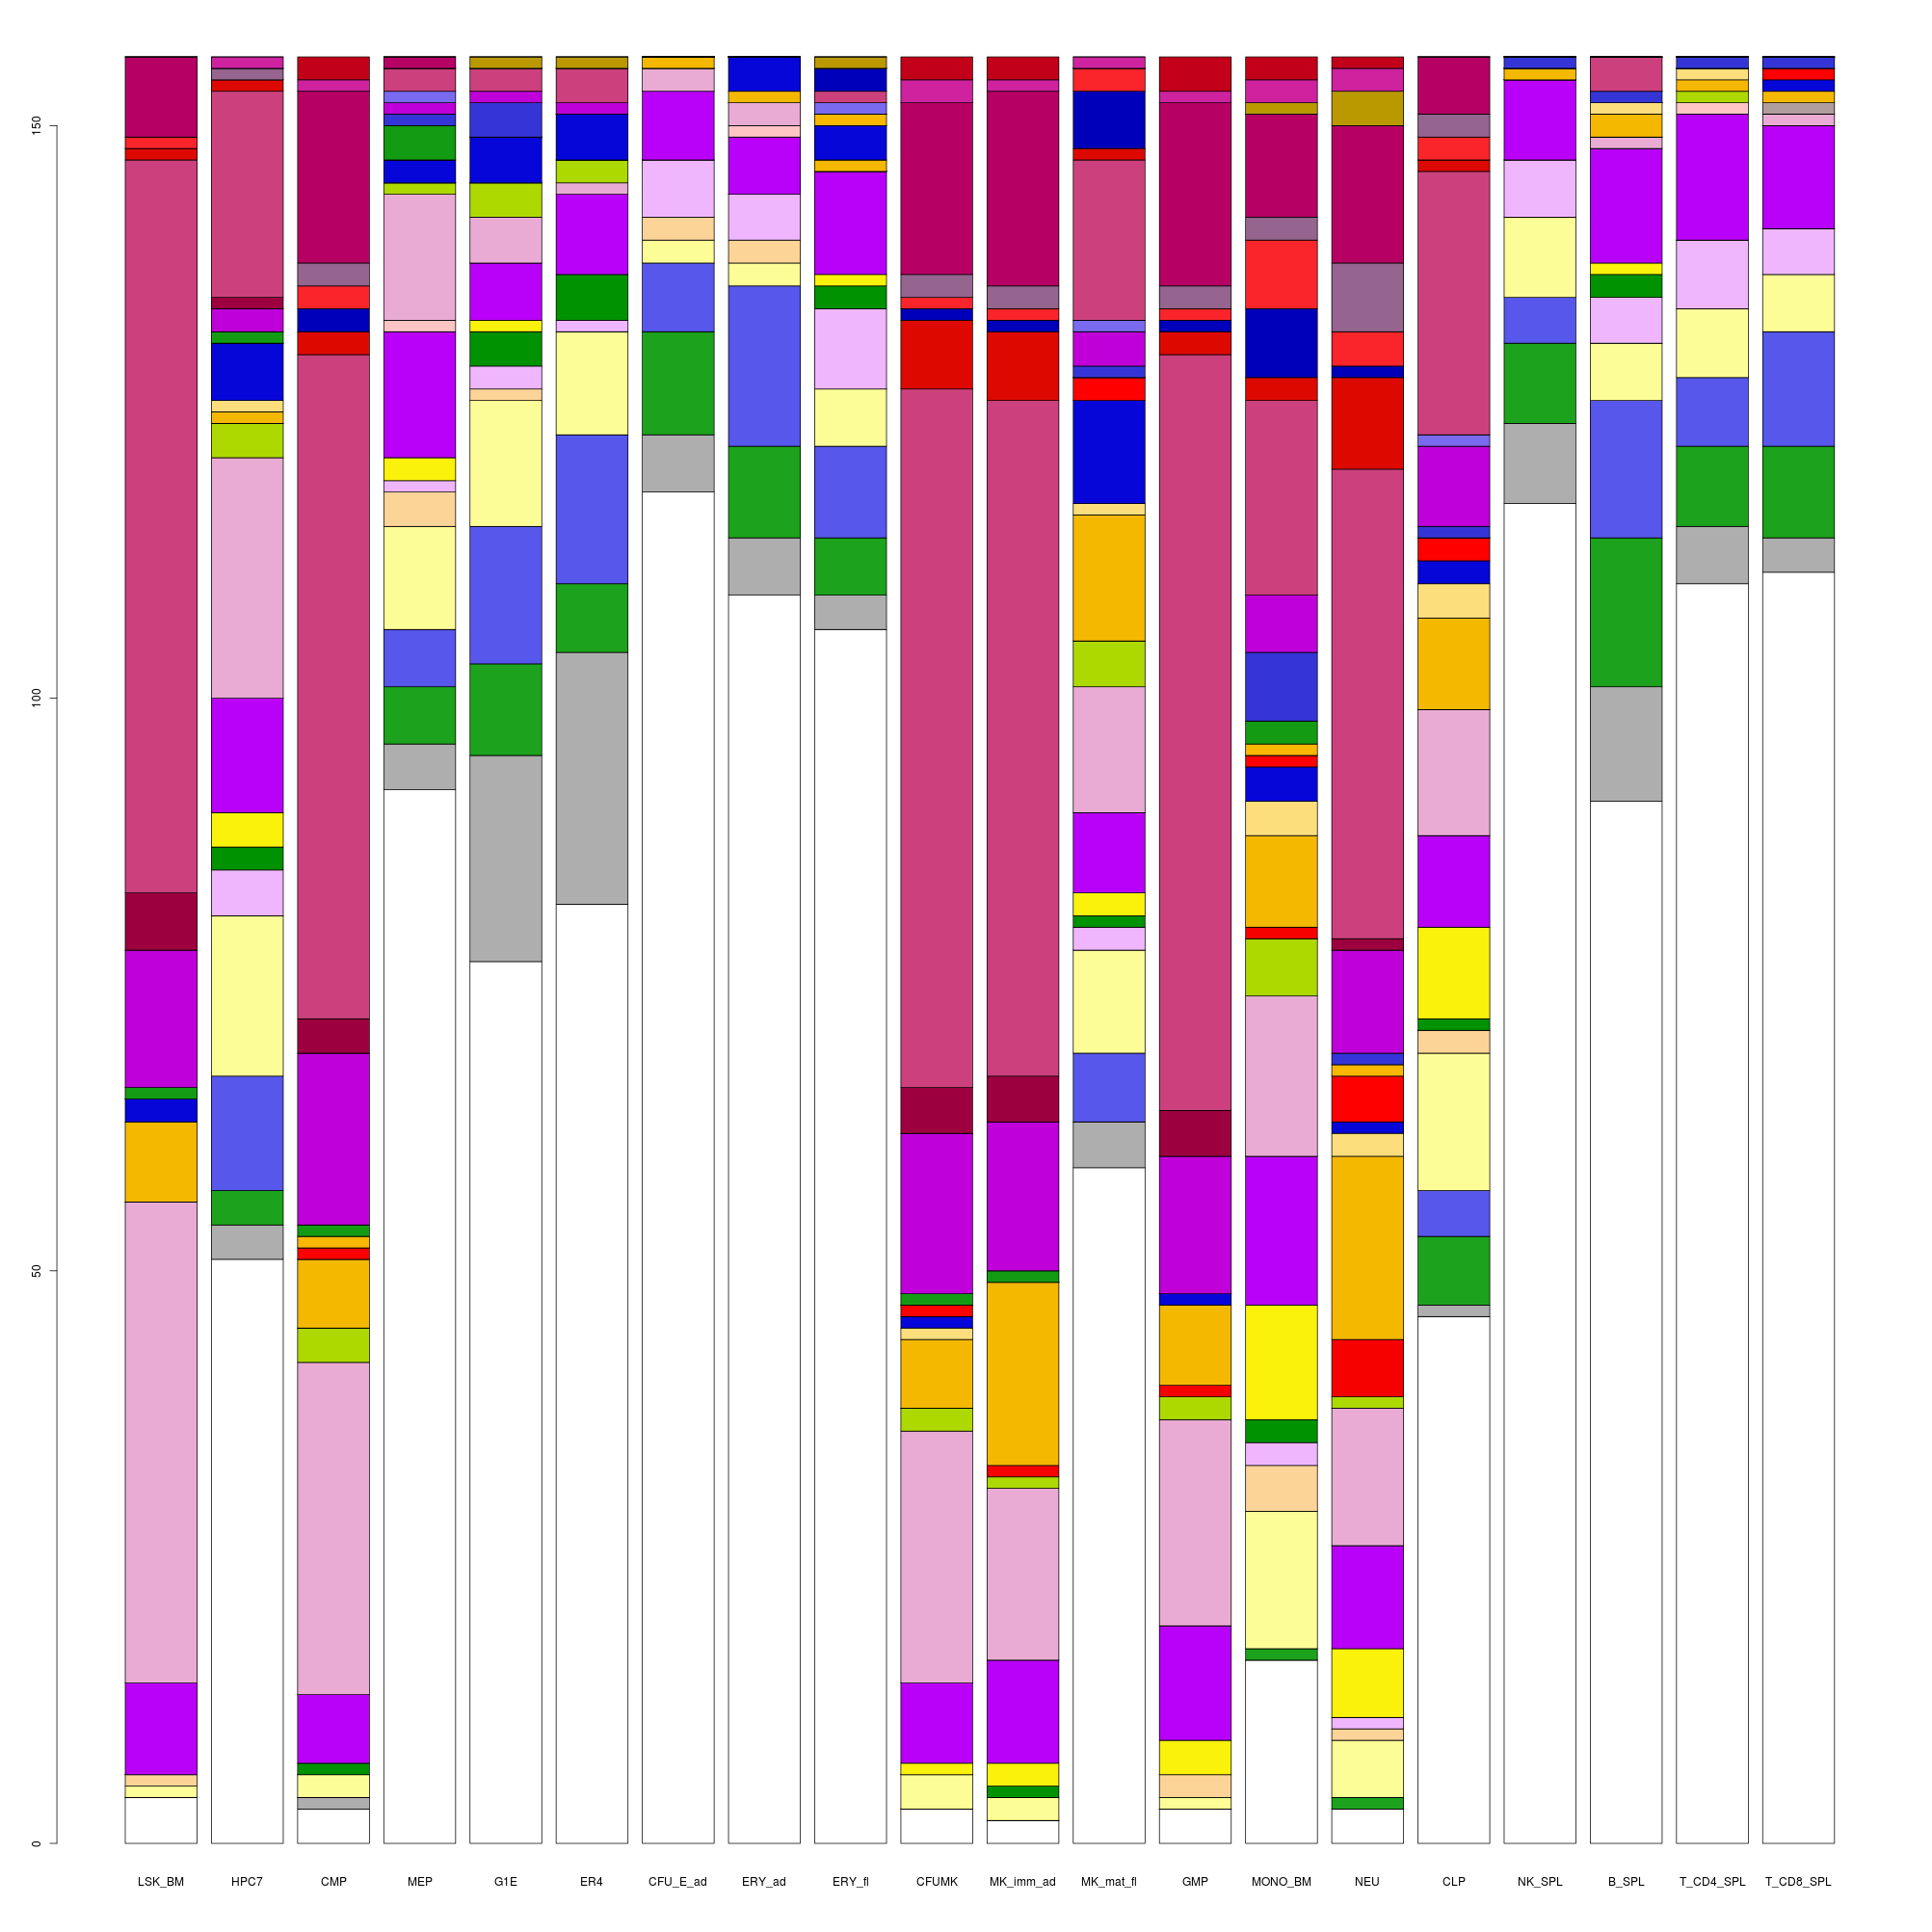 150
100
50
0
LSK_BM HPC7 CMP MEP G1E ER4 CFU_E_ad ERY_ad ERY_fl CFUMK MK_imm_ad MK_mat_fl GMP MONO_BM NEU CLP NK_SPL B_SPL T_CD4_SPL T_CD8_SPL